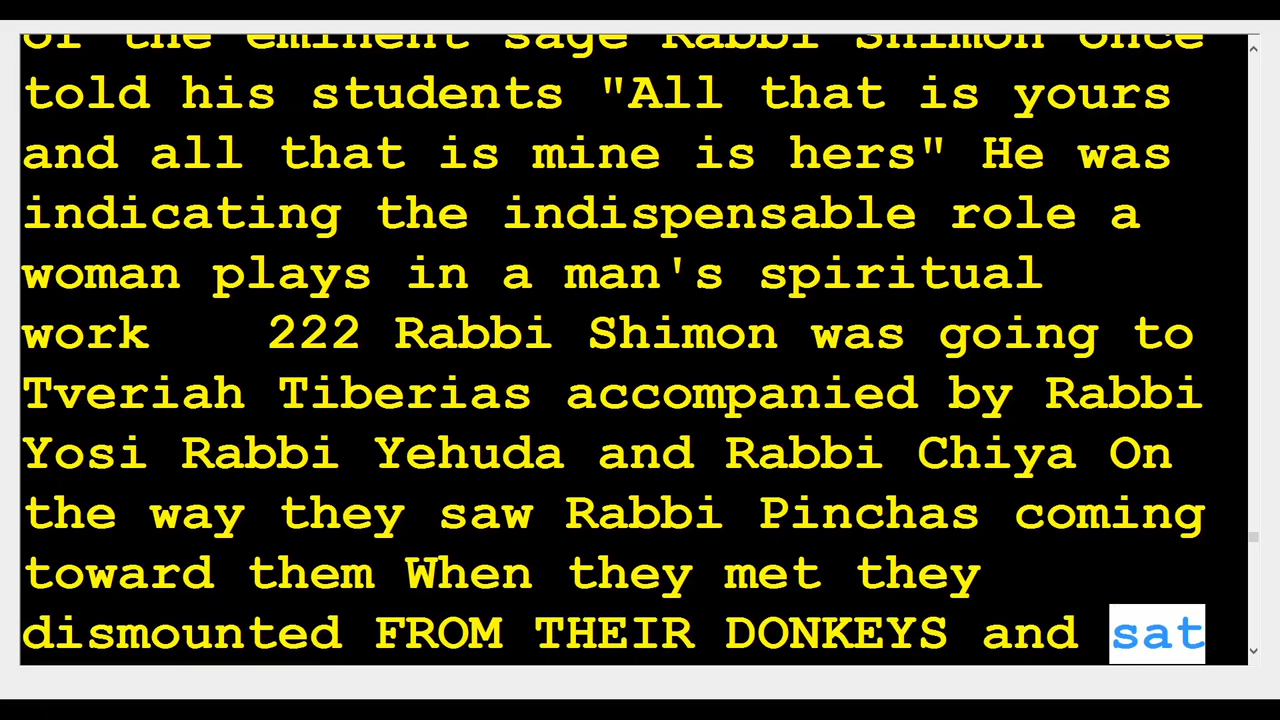 of the eminent sage Rabbi Shimon once
told his students "All that is yours
and all that is mine is hers" He was
indicating the indispensable role a
woman plays in a man's spiritual
work    222 Rabbi Shimon was going to
Tveriah Tiberias accompanied by Rabbi
Yosi Rabbi Yehuda and Rabbi Chiya On
the way they saw Rabbi Pinchas coming
toward them When they met they
dismounted FROM THEIR DONKEYS and sat